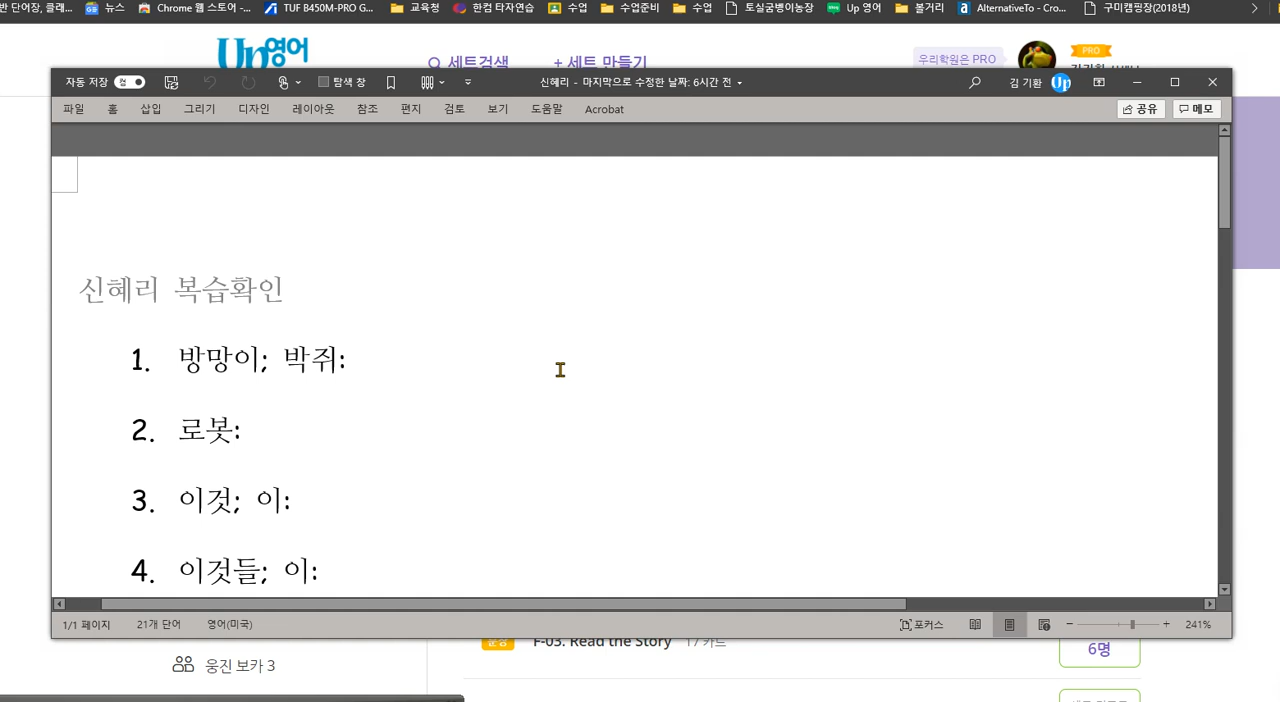 반 단어장, 클래... 뉴스 Chrome 웹 스토어 -... TUF B450M-PRO G... 교육청 한컴 타자연습 수업 수업준비 수업 토실굼벵이농장 Up 영어 볼거리 AlternativeTo - Cro... 구미캠핑장(2018년)
Up영어 세트검색 + 세트 만들기 우리학원은 PRO PRO
자동 저장 탐색 창 신혜리 - 마지막으로 수정한 날짜: 6시간 전 김 기환 Up
파일 홈 삽입 그리기 디자인 레이아웃 참조 편지 검토 보기 도움말 Acrobat 공유 메모
신혜리 복습확인
1. 방망이; 박쥐:
2. 로봇:
3. 이것; 이:
4. 이것들; 이:
1/1 페이지 21개 단어 영어(미국) 포커스 241%
F-03. Read the Story 17 카드 6명
웅진 보카 3